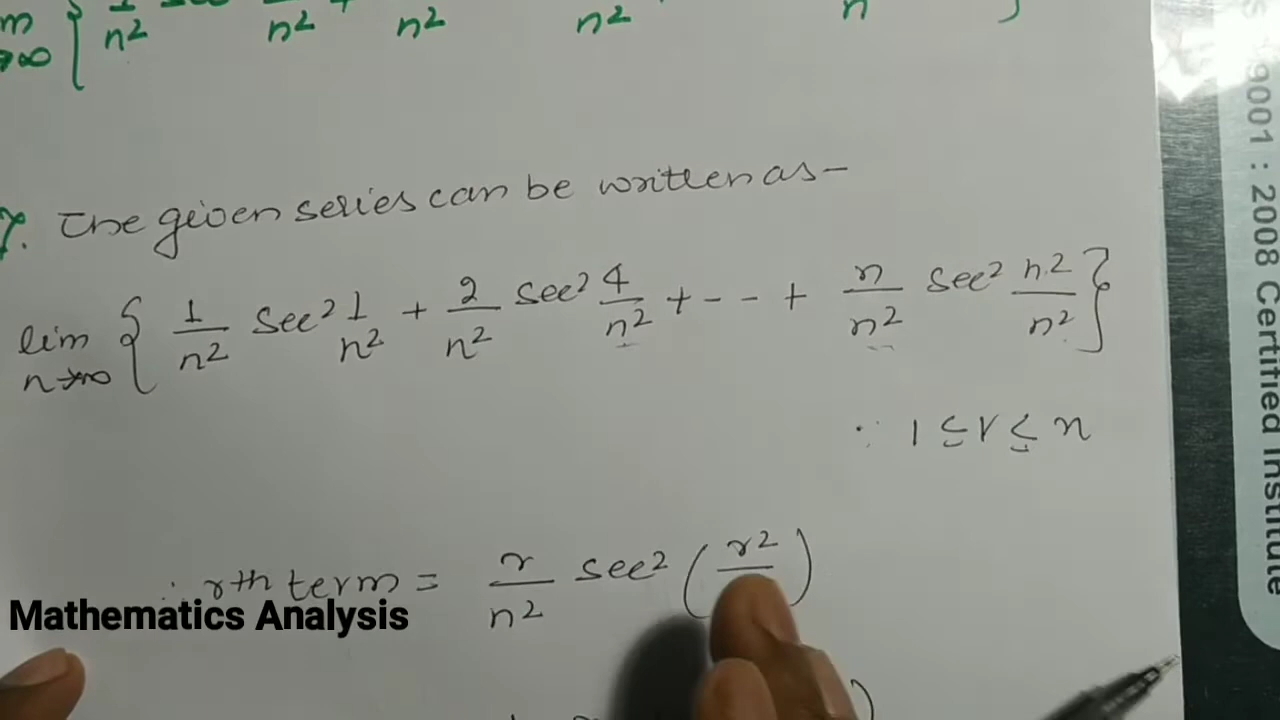 n² n² n² n² n
The given series can be written as-
lim n→∞ { 1/n² sec² 1/n² + 2/n² sec² 4/n² + - - + n/n² sec² n²/n² }
∵ 1 ≤ r ≤ n
∴ rth term = r/n² sec² ( r²
Mathematics Analysis
9001 : 2008 Certified Institute